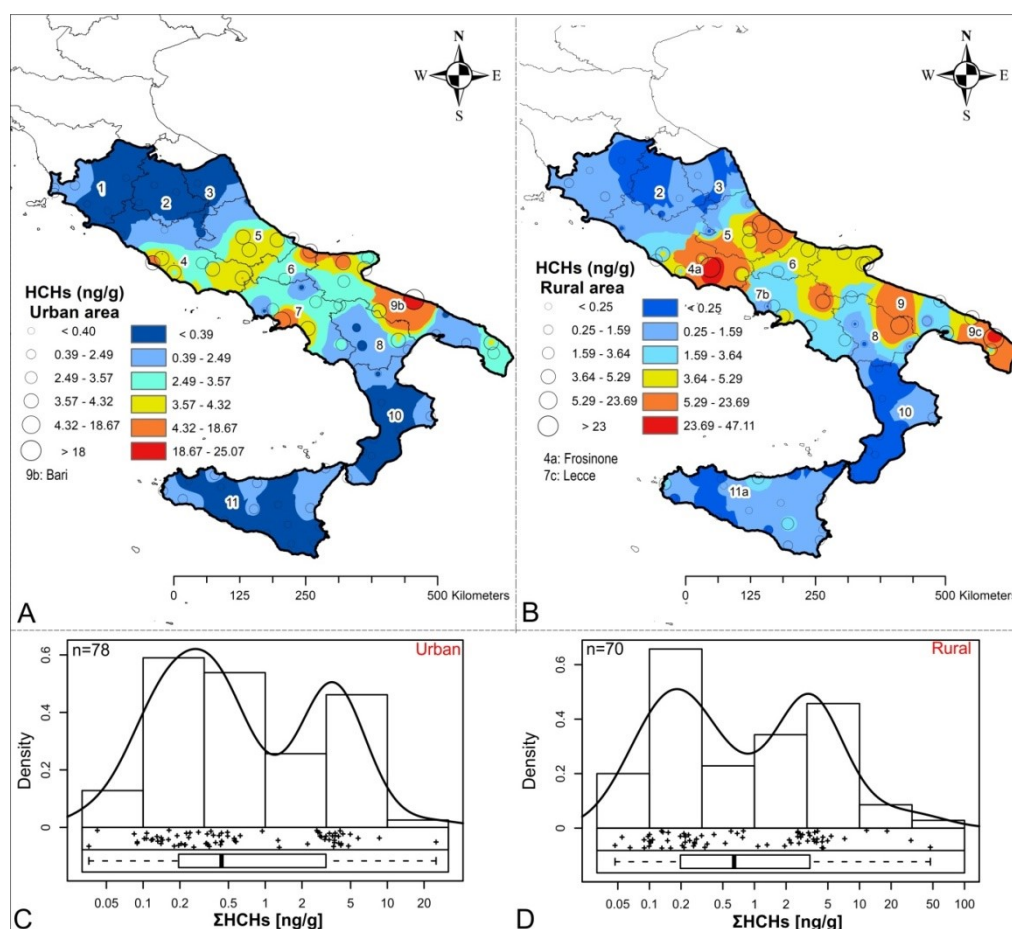 N
W E
S
1
2
3
4
5
6
7
8
9b
10
11
HCHs (ng/g)
Urban area
< 0.40
0.39 - 2.49
2.49 - 3.57
3.57 - 4.32
4.32 - 18.67
> 18
< 0.39
0.39 - 2.49
2.49 - 3.57
3.57 - 4.32
4.32 - 18.67
18.67 - 25.07
9b: Bari
0 125 250 500 Kilometers
A
N
W E
S
2
3
4a
5
6
7b
8
9
9c
10
11a
HCHs (ng/g)
Rural area
< 0.25
0.25 - 1.59
1.59 - 3.64
3.64 - 5.29
5.29 - 23.69
> 23
< 0.25
0.25 - 1.59
1.59 - 3.64
3.64 - 5.29
5.29 - 23.69
23.69 - 47.11
4a: Frosinone
7c: Lecce
0 125 250 500 Kilometers
B
n=78
Urban
Density
0 0.2 0.4 0.6
0.05 0.1 0.2 0.5 1 2 5 10 20
ΣHCHs [ng/g]
C
n=70
Rural
Density
0 0.2 0.4 0.6
0.05 0.1 0.2 0.5 1 2 5 10 20 50 100
ΣHCHs [ng/g]
D